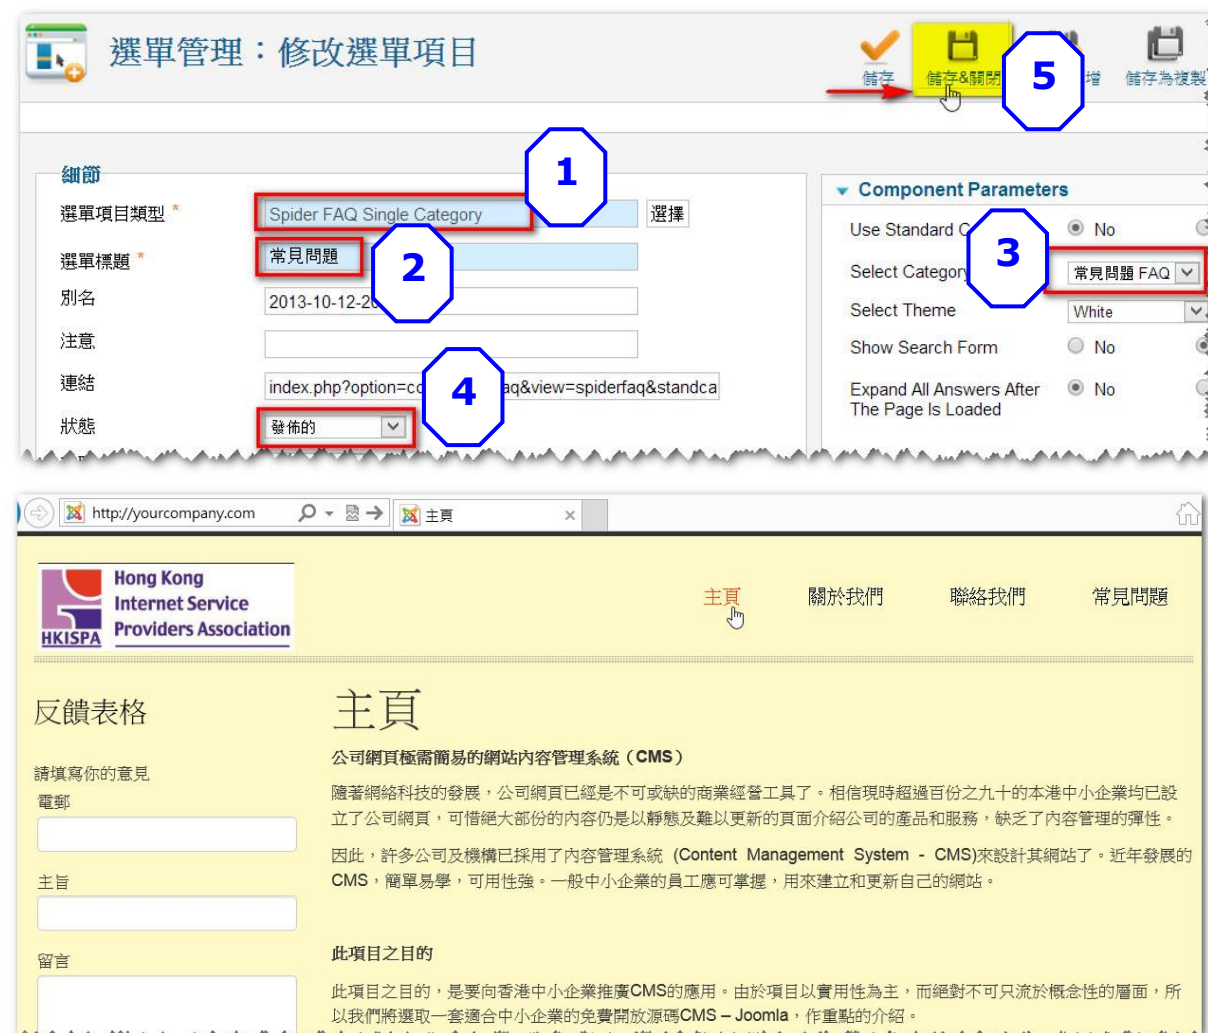 選單管理：修改選單項目
儲存
儲存&關閉
增
儲存為複製
5
細節
1
選單項目類型 *
Spider FAQ Single Category
選擇
選單標題 *
常見問題
2
別名
2013-10-12-2
注意
連結
index.php?option=co
aq&view=spiderfaq&standca
4
狀態
發佈的
Component Parameters
Use Standard C
No
3
Select Category
常見問題 FAQ
Select Theme
White
Show Search Form
No
Expand All Answers After
The Page Is Loaded
No
http://yourcompany.com
主頁
Hong Kong
Internet Service
Providers Association
HKISPA
主頁
關於我們
聯絡我們
常見問題
反饋表格
請填寫你的意見
電郵
主旨
留言
主頁
公司網頁極需簡易的網站內容管理系統（CMS）
隨著網絡科技的發展，公司網頁已經是不可或缺的商業經營工具了。相信現時超過百份之九十的本港中小企業均已設
立了公司網頁，可惜絕大部份的內容仍是以靜態及難以更新的頁面介紹公司的產品和服務，缺乏了內容管理的彈性。
因此，許多公司及機構已採用了內容管理系統 (Content Management System - CMS)來設計其網站了。近年發展的
CMS，簡單易學，可用性強。一般中小企業的員工應可掌握，用來建立和更新自己的網站。
此項目之目的
此項目之目的，是要向香港中小企業推廣CMS的應用。由於項目以實用性為主，而絕對不可只流於概念性的層面，所
以我們將選取一套適合中小企業的免費開放源碼CMS – Joomla，作重點的介紹。